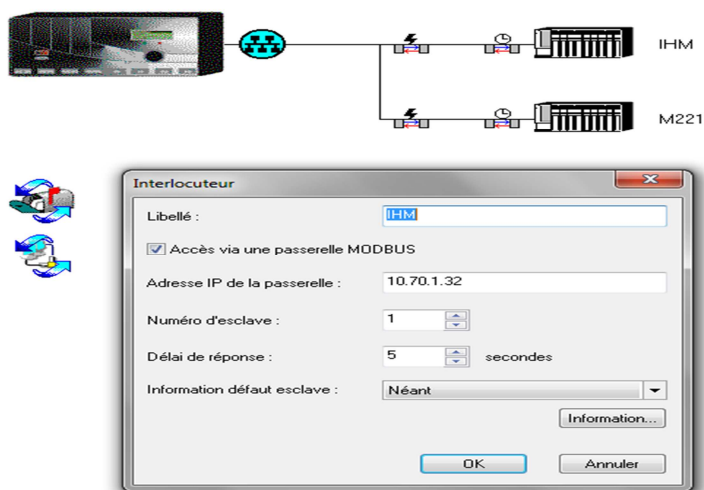 IHM
M221
Interlocuteur
Libellé :
IHM
Accès via une passerelle MODBUS
Adresse IP de la passerelle :
10.70.1.32
Numéro d'esclave :
1
Délai de réponse :
5
secondes
Information défaut esclave :
Néant
Information...
OK
Annuler